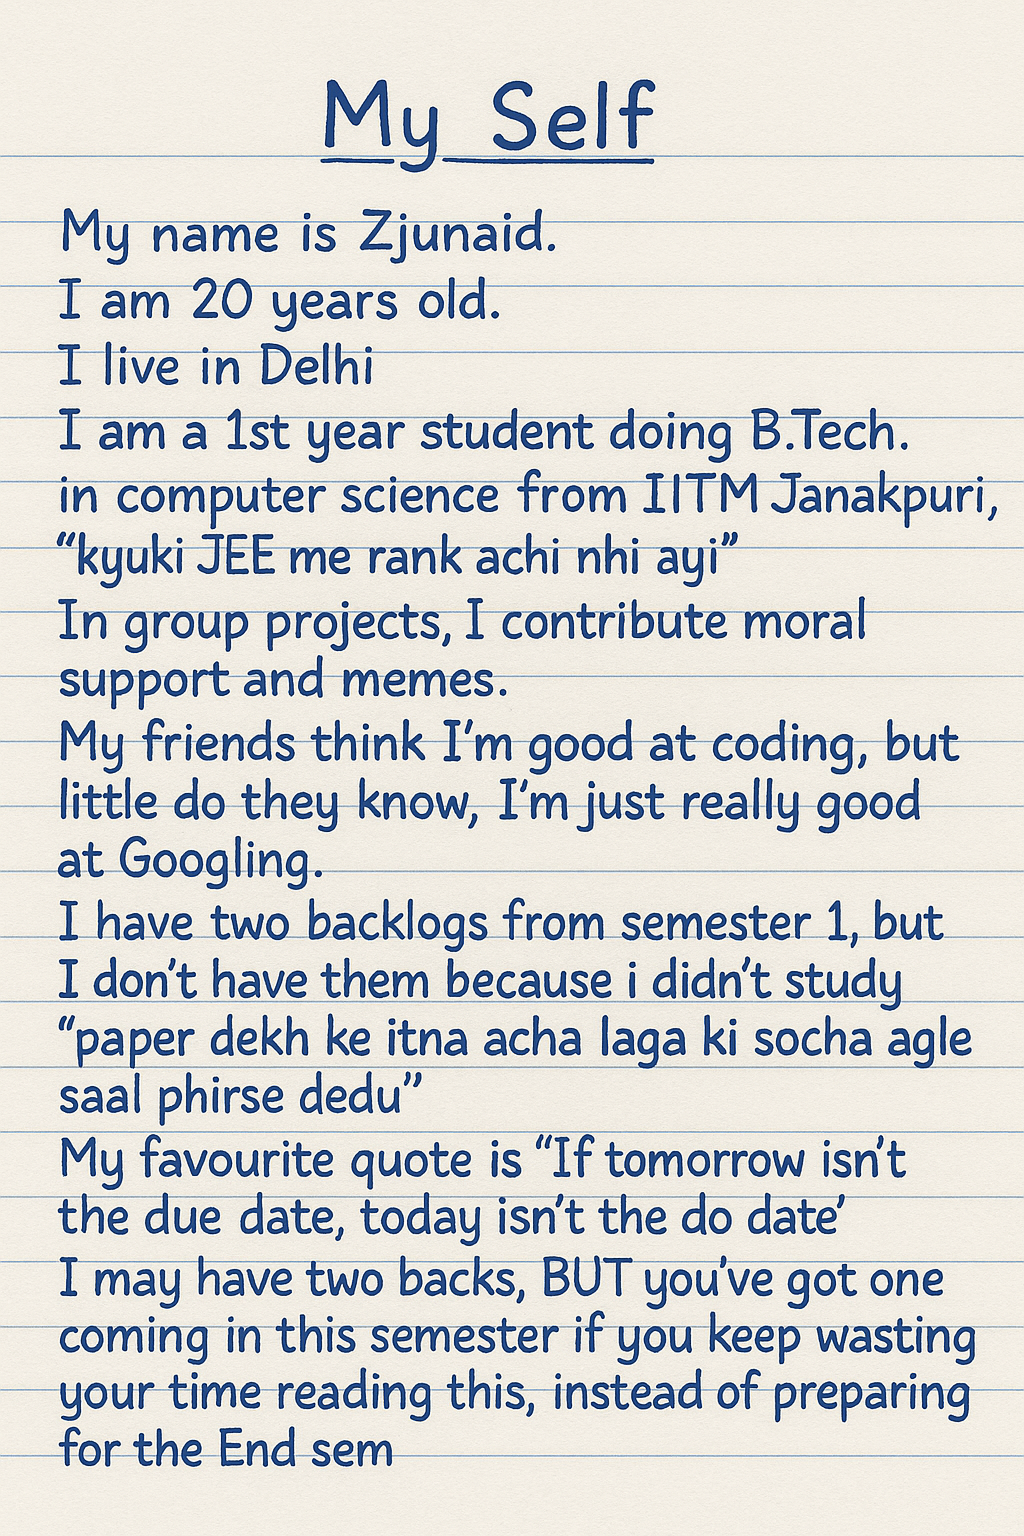 My Self
My name is Zjunaid.
I am 20 years old.
I live in Delhi
I am a 1st year student doing B.Tech.
in computer science from IITM Janakpuri,
“kyuki JEE me rank achi nhi ayi”
In group projects, I contribute moral
support and memes.
My friends think I’m good at coding, but
little do they know, I’m just really good
at Googling.
I have two backlogs from semester 1, but
I don’t have them because i didn’t study
“paper dekh ke itna acha laga ki socha agle
saal phirse dedu”
My favourite quote is “If tomorrow isn’t
the due date, today isn’t the do date’
I may have two backs, BUT you’ve got one
coming in this semester if you keep wasting
your time reading this, instead of preparing
for the End sem